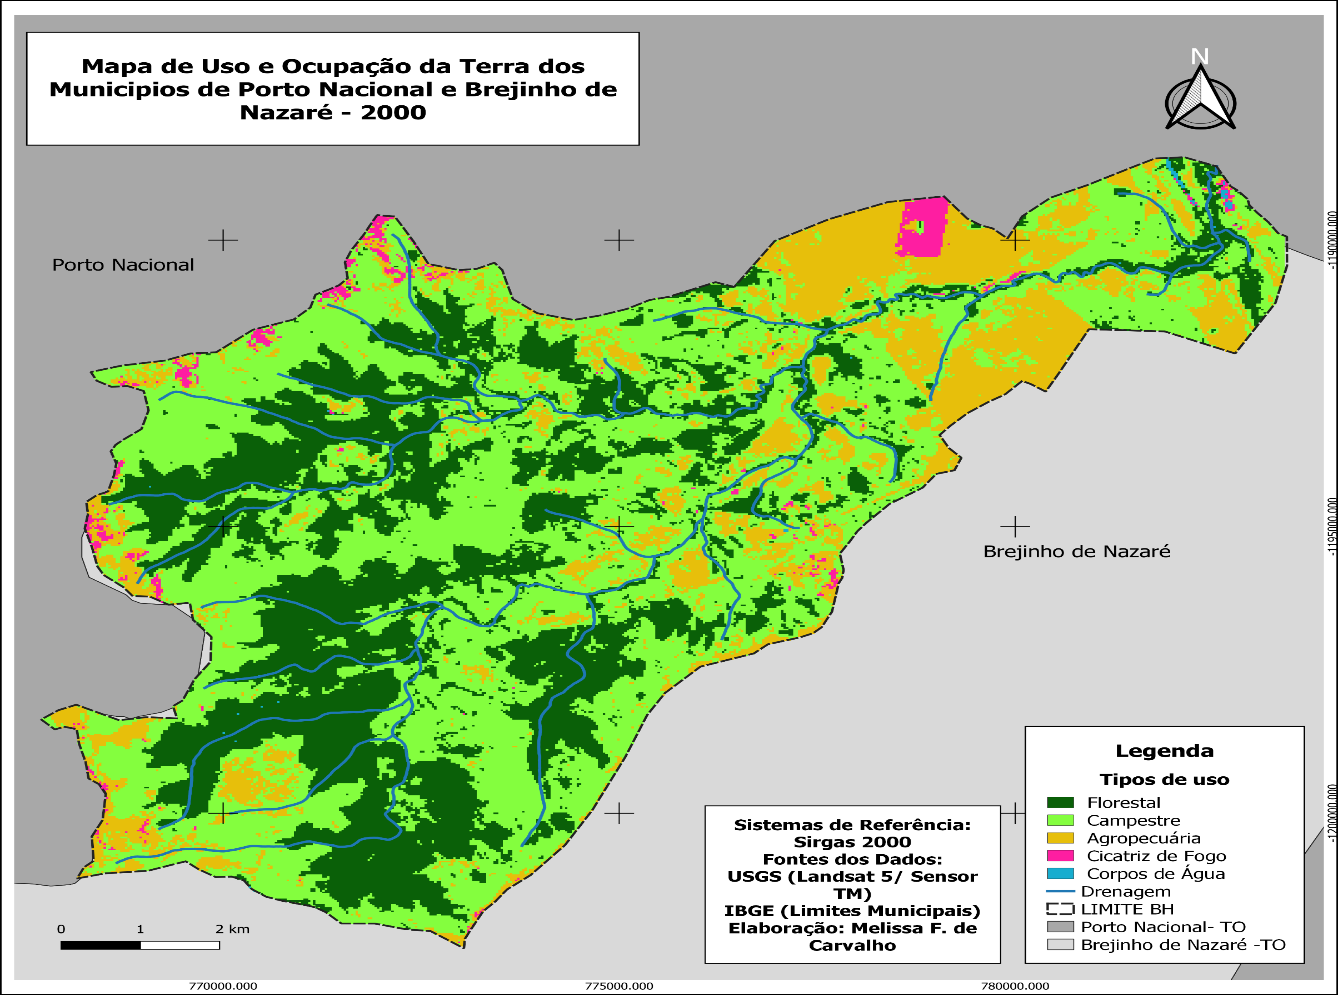 Mapa de Uso e Ocupação da Terra dos
Municipios de Porto Nacional e Brejinho de
Nazaré - 2000
N
Porto Nacional
-1190000.000
-1195000.000
Brejinho de Nazaré
-1200000.000
Legenda
Tipos de uso
Florestal
Campestre
Agropecuária
Cicatriz de Fogo
Corpos de Água
Drenagem
LIMITE BH
Porto Nacional- TO
Brejinho de Nazaré -TO
Sistemas de Referência:
Sirgas 2000
Fontes dos Dados:
USGS (Landsat 5/ Sensor
TM)
IBGE (Limites Municipais)
Elaboração: Melissa F. de
Carvalho
0 1 2 km
770000.000 775000.000 780000.000